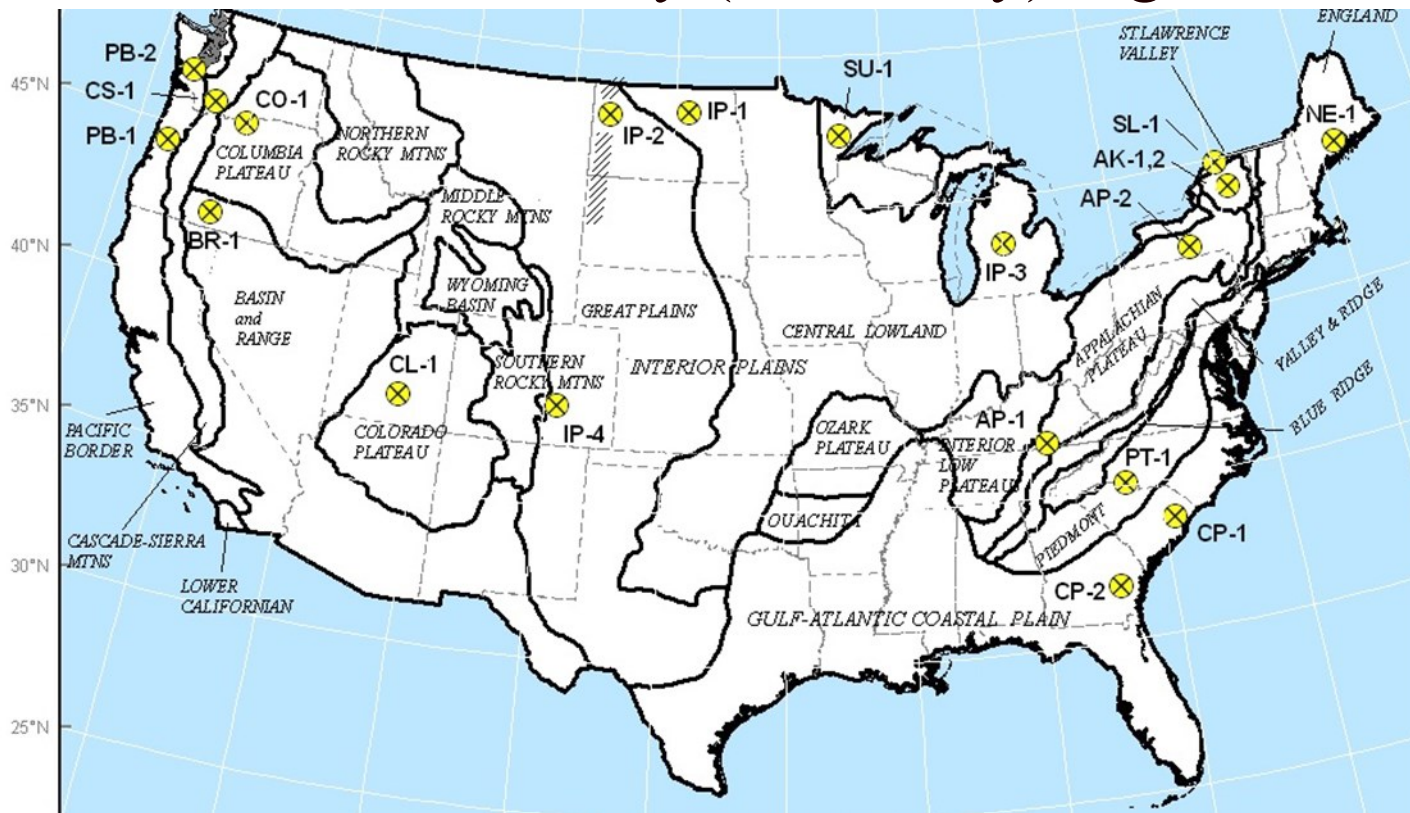 ENGLAND
ST.LAWRENCE
VALLEY
PB-2
45°N
CS-1
CO-1
PB-1
SU-1
IP-2
IP-1
NE-1
SL-1
AK-1,2
AP-2
NORTHERN
ROCKY MTNS
COLUMBIA
PLATEAU
MIDDLE
ROCKY MTNS
40°N
BR-1
IP-3
WYOMING
BASIN
BASIN
and
RANGE
GREAT PLAINS
CENTRAL LOWLAND
APPALACHIAN
PLATEAU
VALLEY & RIDGE
CL-1
SOUTHERN
ROCKY MTNS
INTERIOR PLAINS
35°N
IP-4
BLUE RIDGE
PACIFIC
BORDER
COLORADO
PLATEAU
OZARK
PLATEAU
AP-1
INTERIOR
LOW
PLATEAU
PT-1
OUACHITA
PIEDMONT
CP-1
CASCADE-SIERRA
MTNS
30°N
LOWER
CALIFORNIAN
CP-2
GULF-ATLANTIC COASTAL PLAIN
25°N